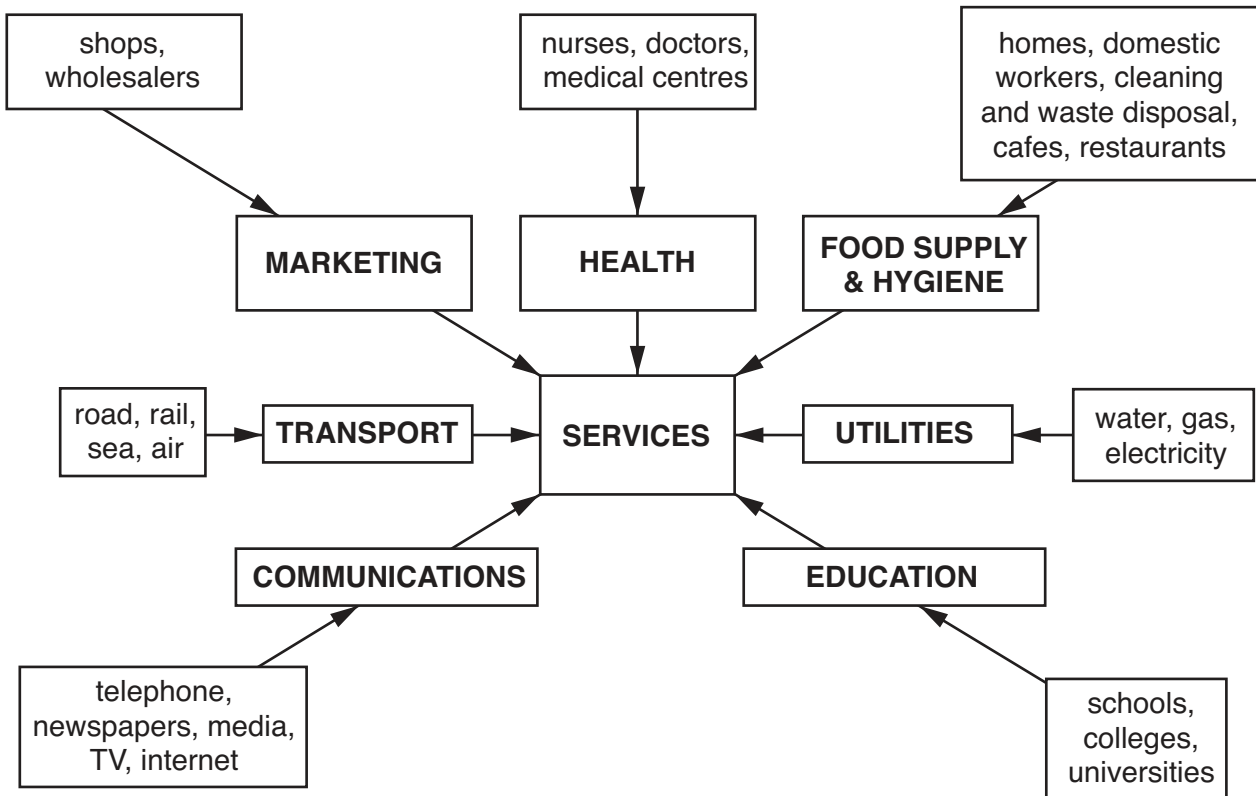 shops,
wholesalers
nurses, doctors,
medical centres
homes, domestic
workers, cleaning
and waste disposal,
cafes, restaurants
MARKETING
HEALTH
FOOD SUPPLY
& HYGIENE
road, rail,
sea, air
TRANSPORT
SERVICES
UTILITIES
water, gas,
electricity
COMMUNICATIONS
EDUCATION
telephone,
newspapers, media,
TV, internet
schools,
colleges,
universities